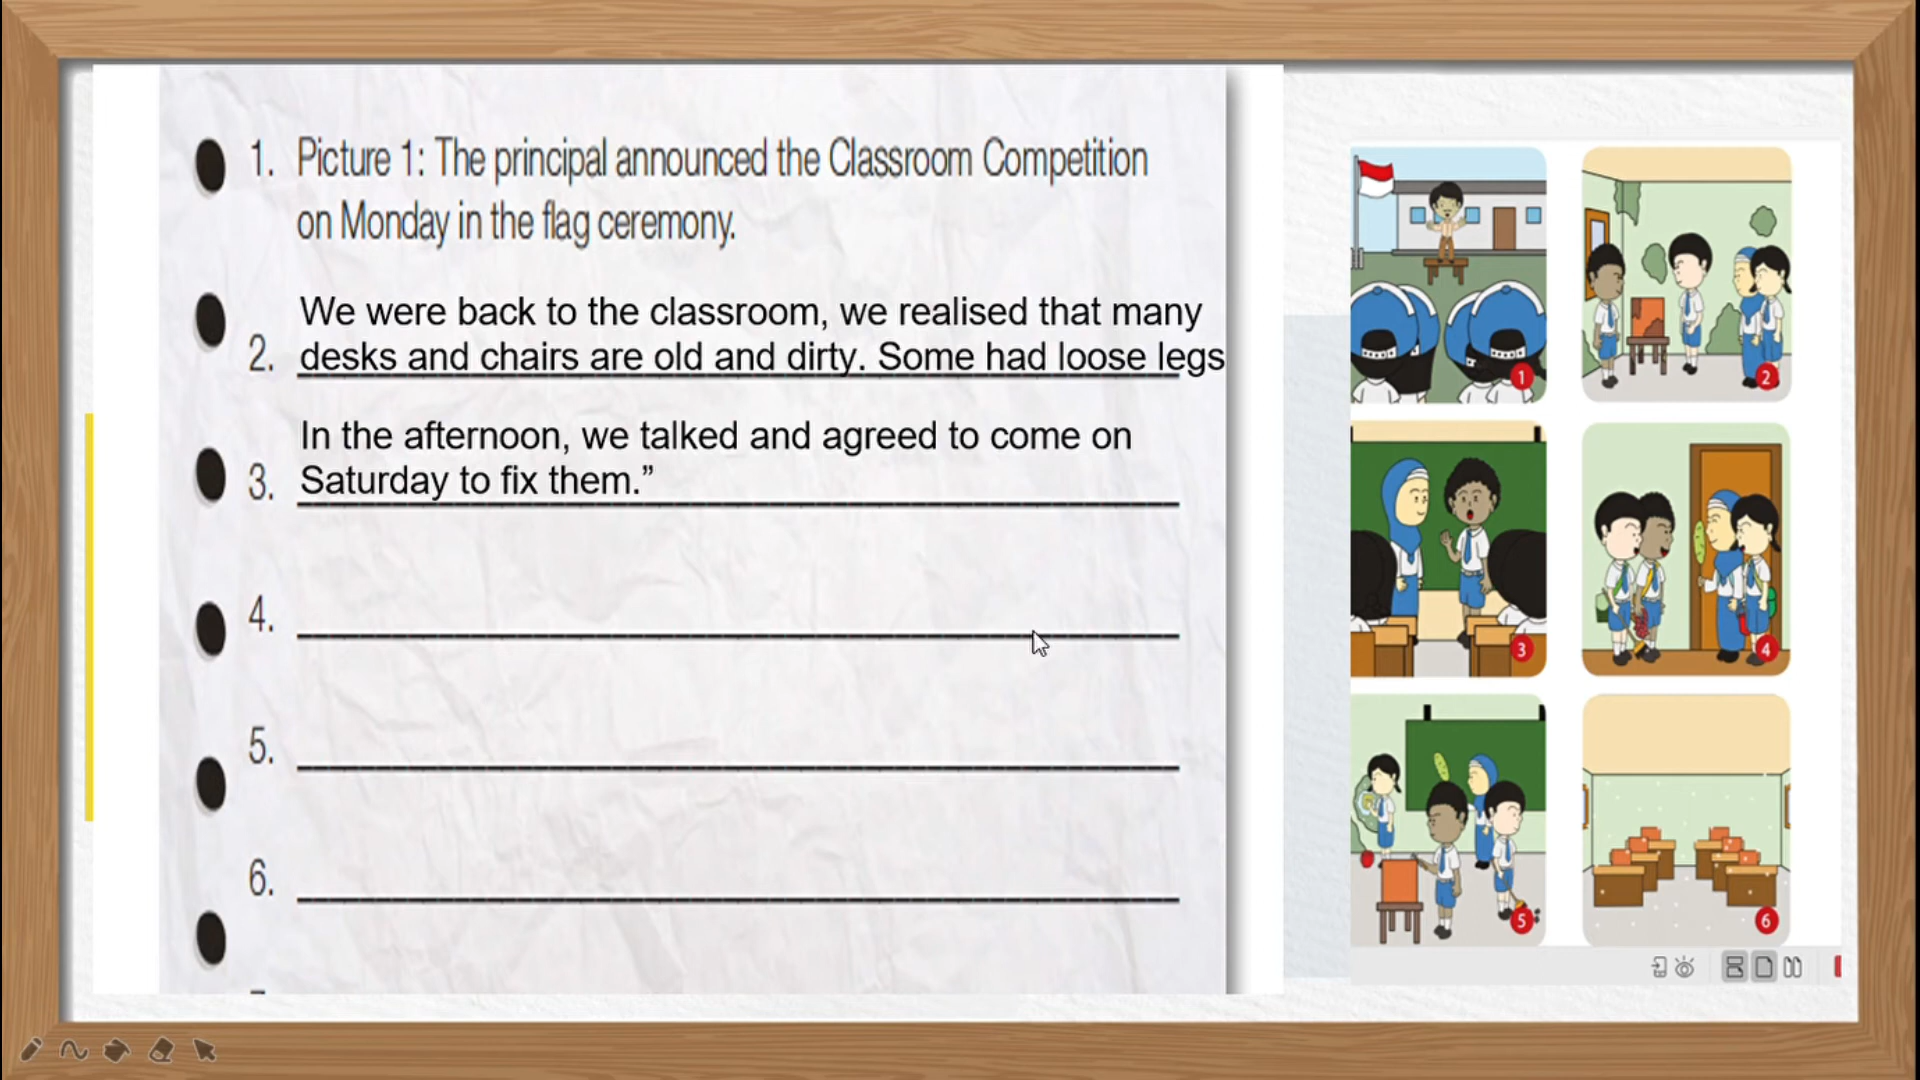 1. Picture 1: The principal announced the Classroom Competition
on Monday in the flag ceremony.
We were back to the classroom, we realised that many
2. desks and chairs are old and dirty. Some had loose legs
In the afternoon, we talked and agreed to come on
3. Saturday to fix them.”
4.
5.
6.
1
2
3
4
5
6